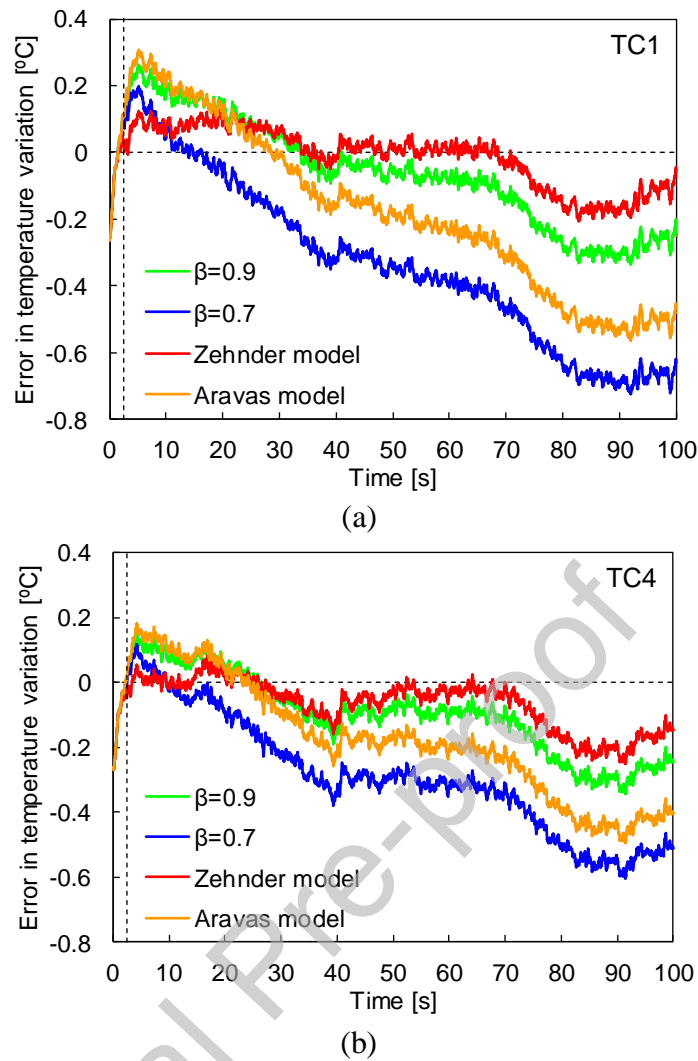 Error in temperature variation [ºC]
0.4
0.2
0
-0.2
-0.4
-0.6
-0.8
TC1
β=0.9
β=0.7
Zehnder model
Aravas model
0 10 20 30 40 50 60 70 80 90 100
Time [s]
(a)
Error in temperature variation [ºC]
0.4
0.2
0
-0.2
-0.4
-0.6
-0.8
TC4
β=0.9
β=0.7
Zehnder model
Aravas model
0 10 20 30 40 50 60 70 80 90 100
Time [s]
(b)
al Pre-proof